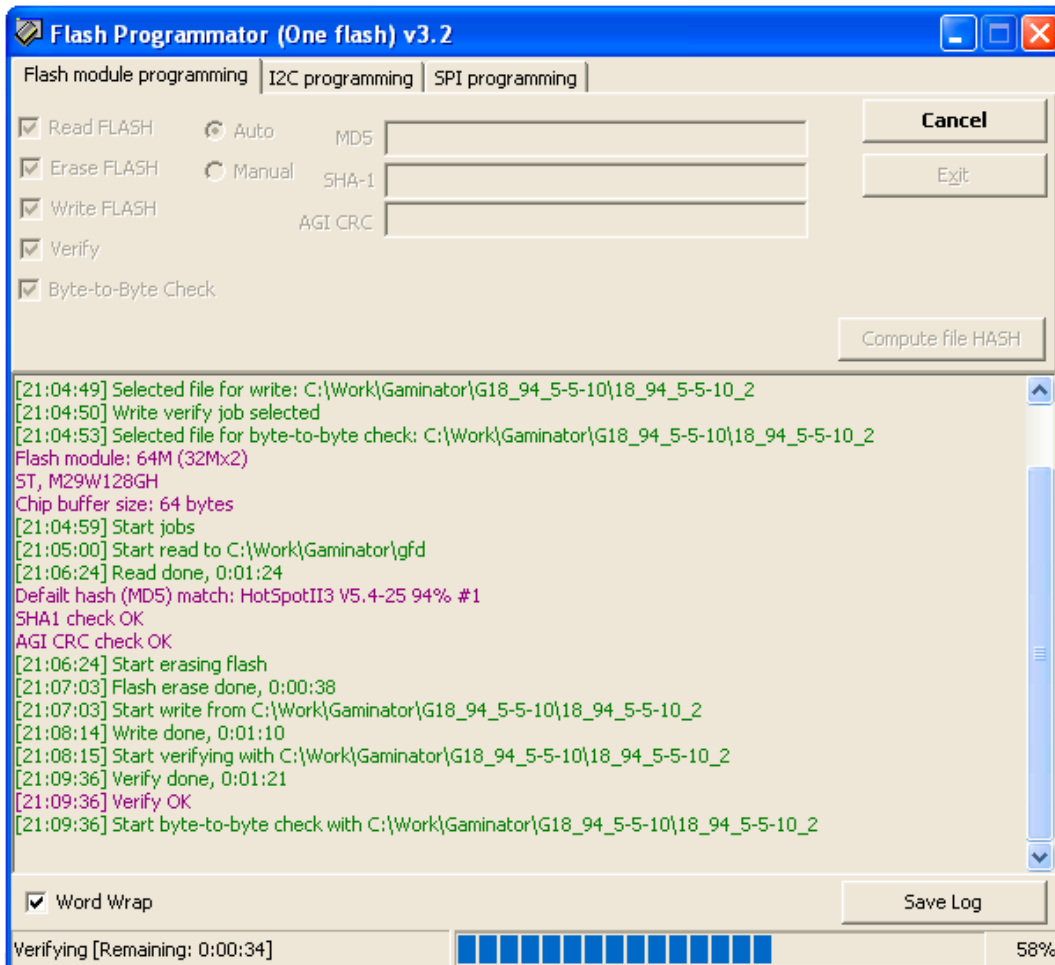 Flash Programmator (One flash) v3.2
Flash module programming I2C programming SPI programming
Read FLASH Auto MD5 Cancel
Erase FLASH Manual SHA-1 Exit
Write FLASH AGI CRC
Verify
Byte-to-Byte Check
Compute file HASH
[21:04:49] Selected file for write: C:\Work\Gaminator\G18_94_5-5-10\18_94_5-5-10_2
[21:04:50] Write verify job selected
[21:04:53] Selected file for byte-to-byte check: C:\Work\Gaminator\G18_94_5-5-10\18_94_5-5-10_2
Flash module: 64M (32Mx2)
ST, M29W128GH
Chip buffer size: 64 bytes
[21:04:59] Start jobs
[21:05:00] Start read to C:\Work\Gaminator\gfd
[21:06:24] Read done, 0:01:24
Defailt hash (MD5) match: HotSpotII3 V5.4-25 94% #1
SHA1 check OK
AGI CRC check OK
[21:06:24] Start erasing flash
[21:07:03] Flash erase done, 0:00:38
[21:07:03] Start write from C:\Work\Gaminator\G18_94_5-5-10\18_94_5-5-10_2
[21:08:14] Write done, 0:01:10
[21:08:15] Start verifying with C:\Work\Gaminator\G18_94_5-5-10\18_94_5-5-10_2
[21:09:36] Verify done, 0:01:21
[21:09:36] Verify OK
[21:09:36] Start byte-to-byte check with C:\Work\Gaminator\G18_94_5-5-10\18_94_5-5-10_2
Word Wrap Save Log
Verifying [Remaining: 0:00:34] 58%